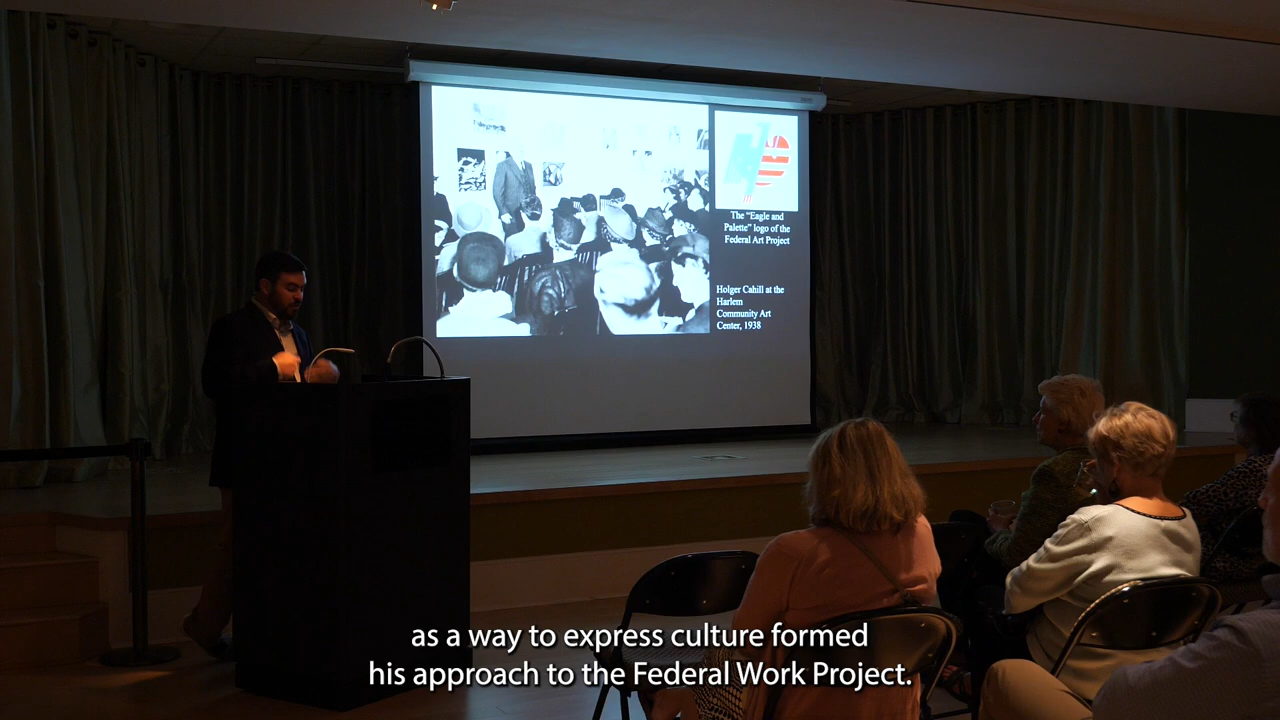 The “Eagle and
Palette” logo of the
Federal Art Project
Holger Cahill at the
Harlem
Community Art
Center, 1938
as a way to express culture formed
his approach to the Federal Work Project.